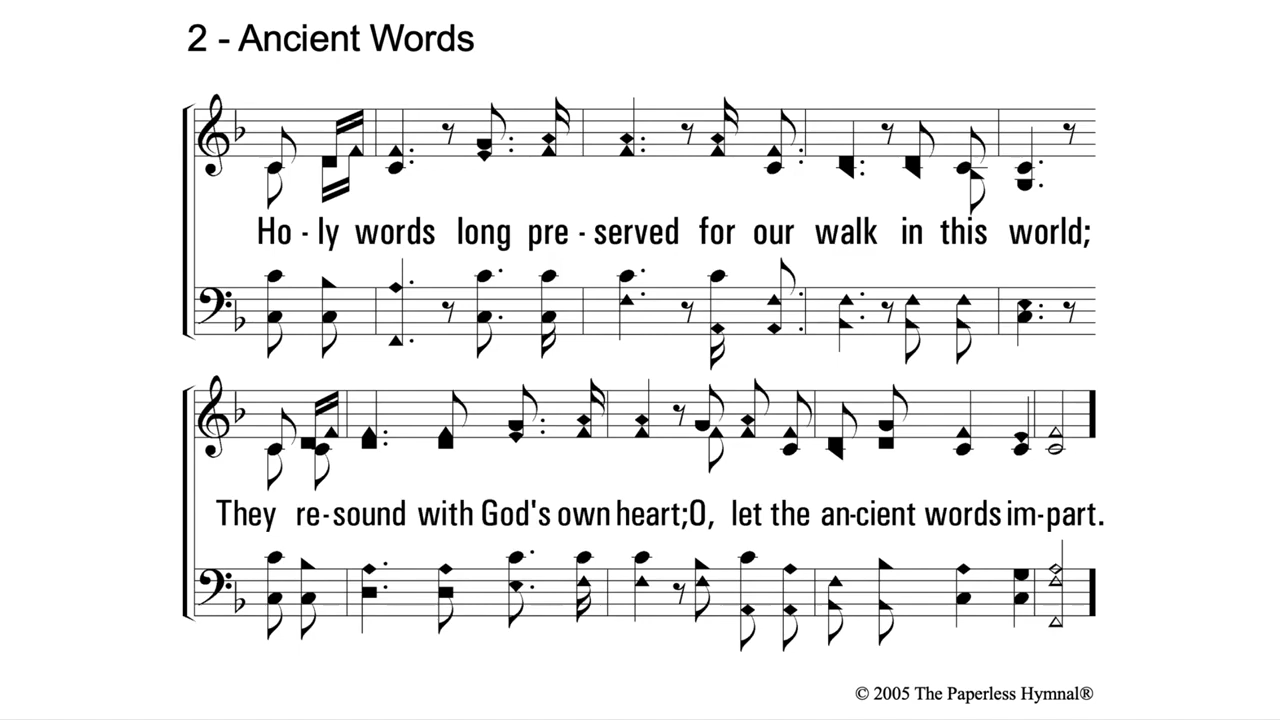 2 - Ancient Words
Ho - ly words long pre - served for our walk in this world;
They re-sound with God's own heart;O, let the an-cient words im-part.
© 2005 The Paperless Hymnal®